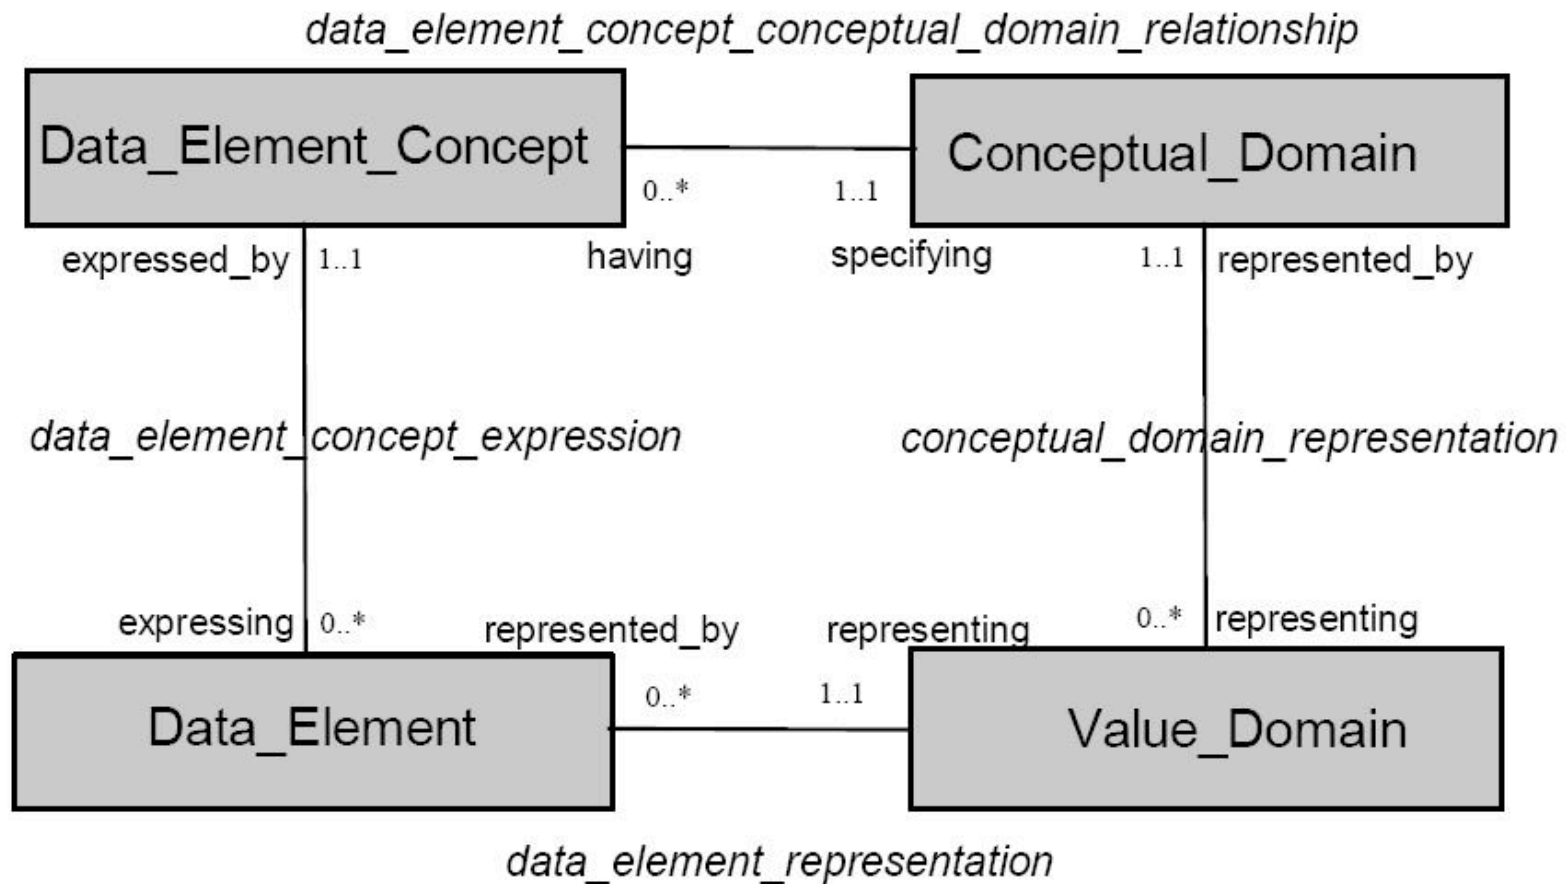 data_element_concept_conceptual_domain_relationship
Data_Element_Concept
Conceptual_Domain
0..*
1..1
expressed_by
1..1
having
specifying
1..1
represented_by
data_element_concept_expression
conceptual_domain_representation
expressing
0..*
represented_by
representing
0..*
representing
0..*
1..1
Data_Element
Value_Domain
data_element_representation